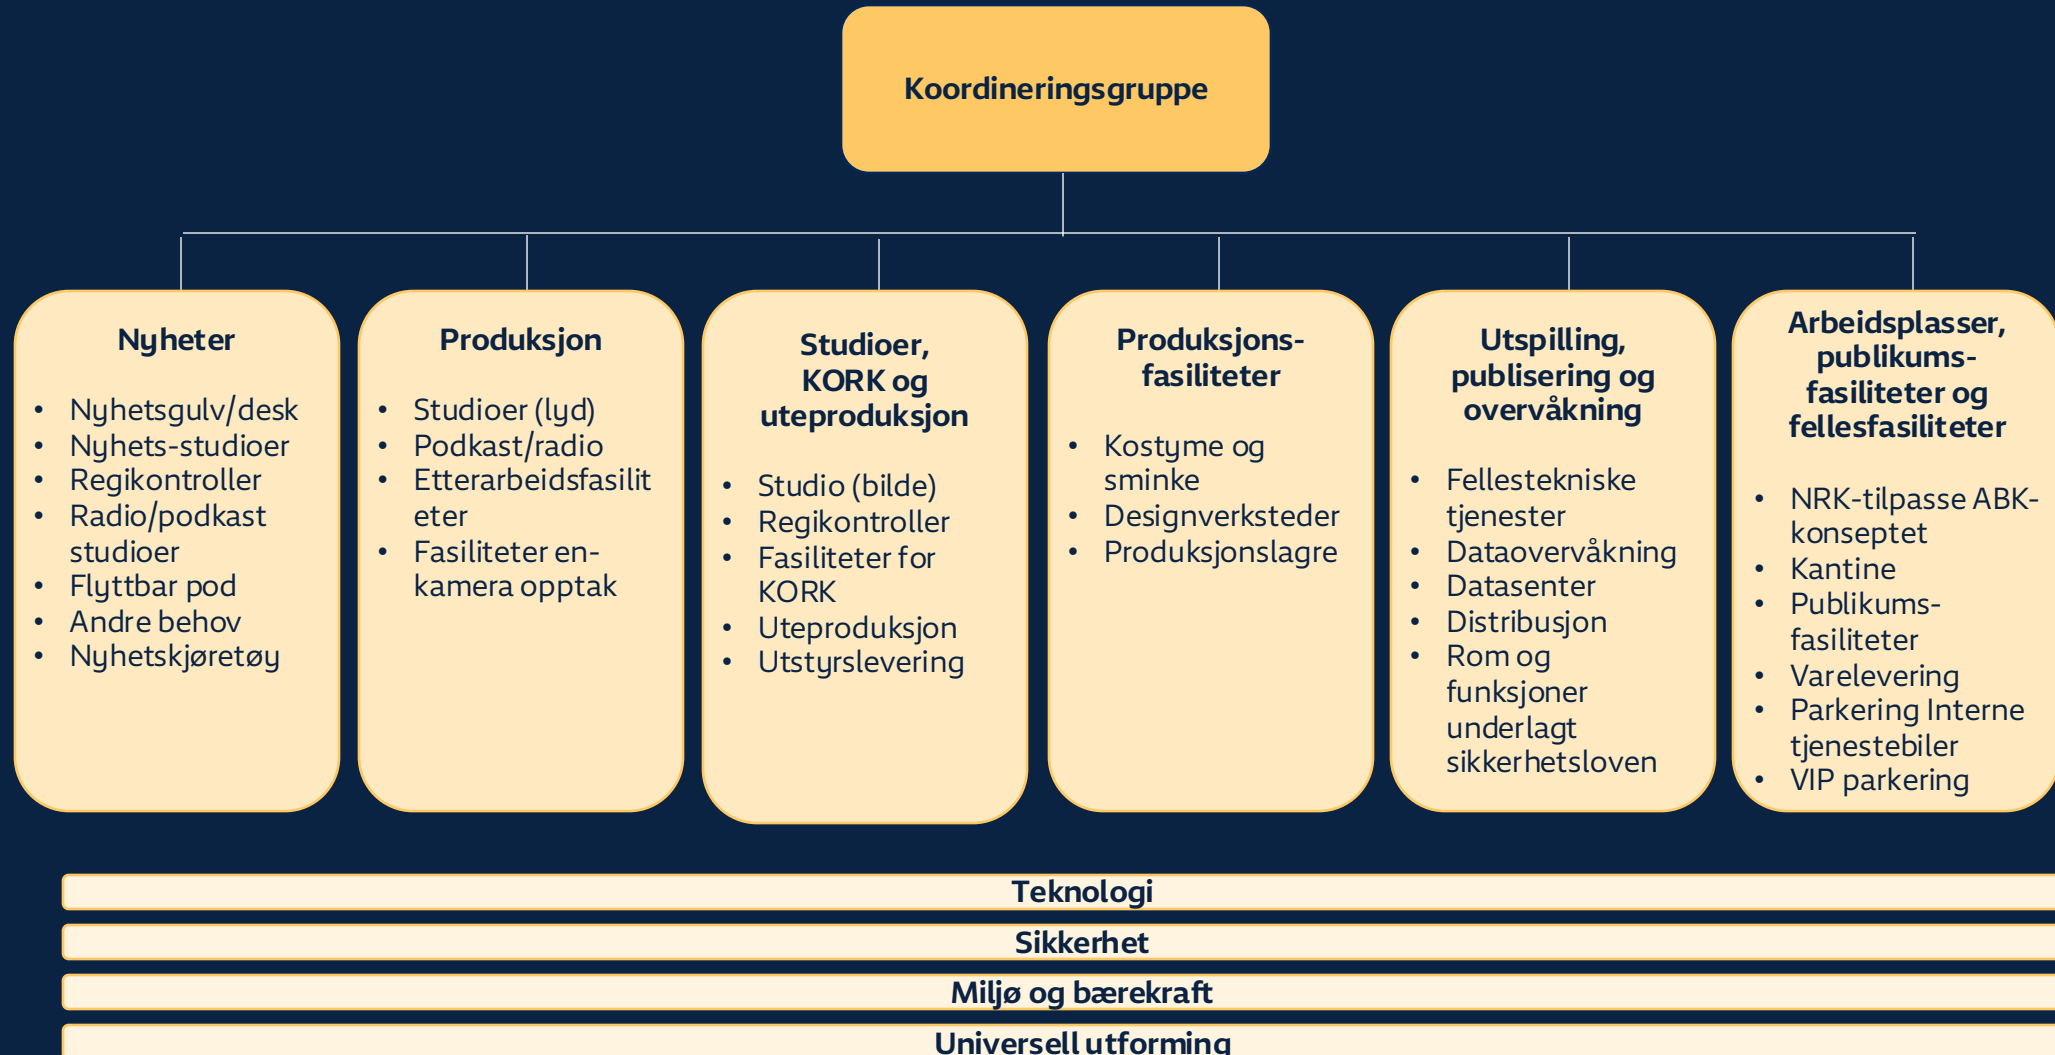 Koordineringsgruppe
Nyheter
• Nyhetsgulv/desk
• Nyhets-studioer
• Regikontroller
• Radio/podkast
studioer
• Flyttbar pod
• Andre behov
• Nyhetskjøretøy
Produksjon
• Studioer (lyd)
• Podkast/radio
• Etterarbeidsfasilit
eter
• Fasiliteter en-
kamera opptak
Studioer,
KORK og
uteproduksjon
• Studio (bilde)
• Regikontroller
• Fasiliteter for
KORK
• Uteproduksjon
• Utstyrslevering
Produksjons-
fasiliteter
• Kostyme og
sminke
• Designverksteder
• Produksjonslagre
Utspilling,
publisering og
overvåkning
• Fellestekniske
tjenester
• Dataovervåkning
• Datasenter
• Distribusjon
• Rom og
funksjoner
underlagt
sikkerhetsloven
Arbeidsplasser,
publikums-
fasiliteter og
fellesfasiliteter
• NRK-tilpasse ABK-
konseptet
• Kantine
• Publikums-
fasiliteter
• Varelevering
• Parkering Interne
tjenestebiler
• VIP parkering
Teknologi
Sikkerhet
Miljø og bærekraft
Universell utforming